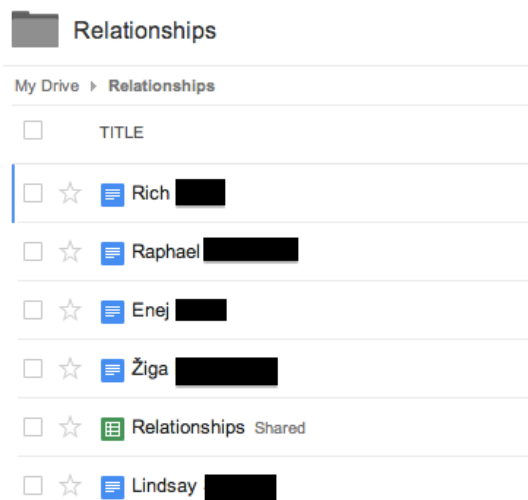 Relationships
My Drive Relationships
TITLE
Rich
Raphael
Enej
Žiga
Relationships Shared
Lindsay